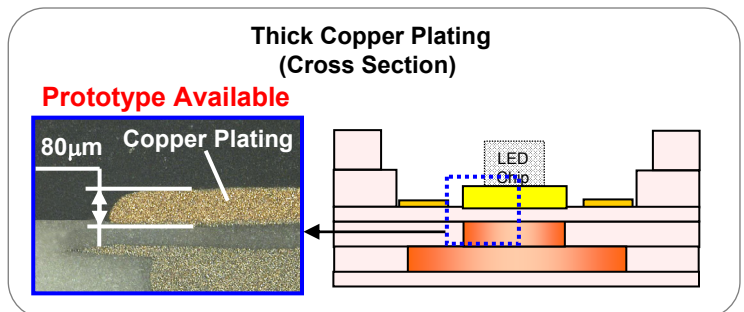 Thick Copper Plating
(Cross Section)
Prototype Available
80μm
Copper Plating
LED
Chip